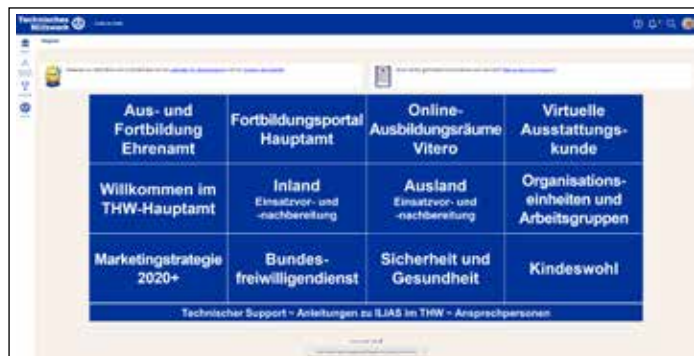 Technisches
Hilfswerk
Aus- und
Fortbildung
Ehrenamt
Fortbildungsportal
Hauptamt
Online-
Ausbildungsräume
Vitero
Virtuelle
Ausstattungs-
kunde
Willkommen im
THW-Hauptamt
Inland
Einsatzvor- und
-nachbereitung
Ausland
Einsatzvor- und
-nachbereitung
Organisations-
einheiten und
Arbeitsgruppen
Marketingstrategie
2020+
Bundes-
freiwilligendienst
Sicherheit und
Gesundheit
Kindeswohl
Technischer Support ~ Anleitungen zu ILIAS im THW ~ Ansprechpersonen